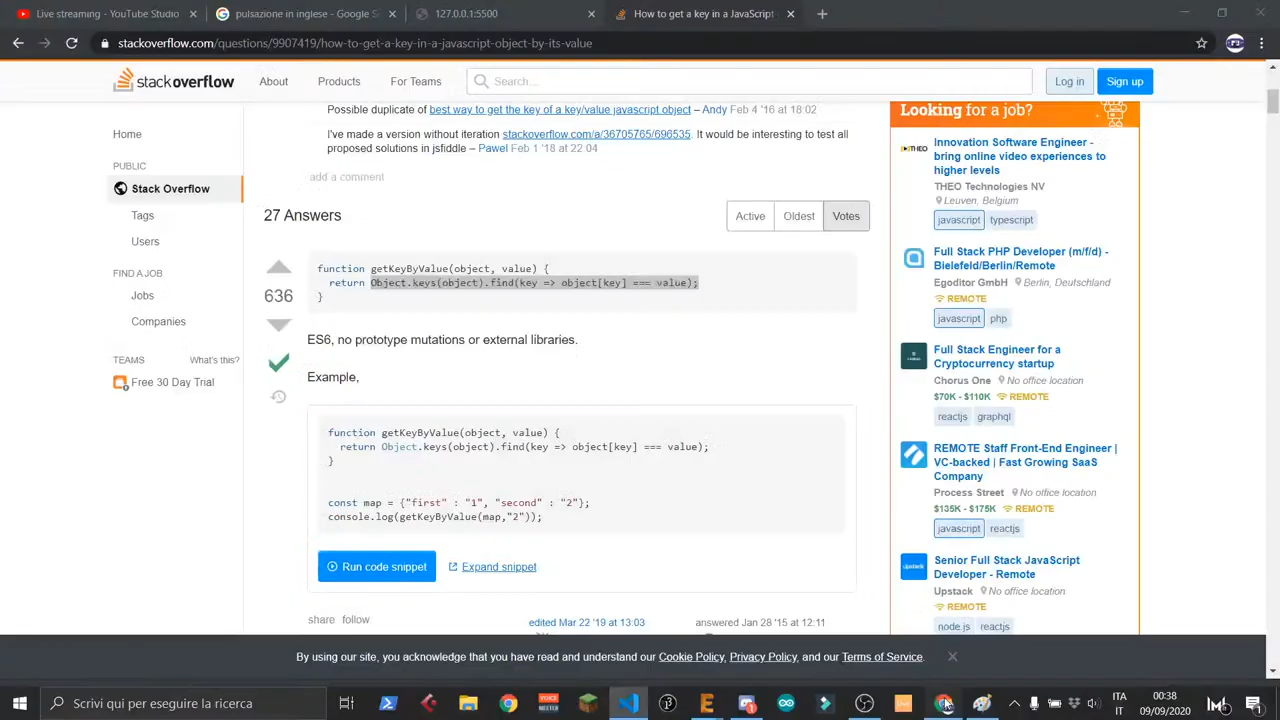 Live streaming - YouTube Studio
pulsazione in inglese - Google S
127.0.0.1:5500
How to get a key in a JavaScript
stackoverflow.com/questions/9907419/how-to-get-a-key-in-a-javascript-object-by-its-value
stackoverflow
About
Products
For Teams
Search...
Log in
Sign up
Home
PUBLIC
Stack Overflow
Tags
Users
FIND A JOB
Jobs
Companies
TEAMS
What's this?
Free 30 Day Trial
Possible duplicate of best way to get the key of a key/value javascript object – Andy Feb 4 '16 at 18:02
I've made a version without iteration stackoverflow.com/a/36705765/696535. It would be interesting to test all
proposed solutions in jsfiddle – Pawel Feb 1 '18 at 22:04
add a comment
27 Answers
Active
Oldest
Votes
636
function getKeyByValue(object, value) {
return Object.keys(object).find(key => object[key] === value);
}
ES6, no prototype mutations or external libraries.
Example,
function getKeyByValue(object, value) {
return Object.keys(object).find(key => object[key] === value);
}
const map = {"first" : "1", "second" : "2"};
console.log(getKeyByValue(map,"2"));
Run code snippet
Expand snippet
share follow
edited Mar 22 '19 at 13:03
answered Jan 28 '15 at 12:11
Looking for a job?
THEO
Innovation Software Engineer -
bring online video experiences to
higher levels
THEO Technologies NV
Leuven, Belgium
javascript typescript
Full Stack PHP Developer (m/f/d) -
Bielefeld/Berlin/Remote
Egoditor GmbH Berlin, Deutschland
REMOTE
javascript php
Full Stack Engineer for a
Cryptocurrency startup
Chorus One No office location
$70K - $110K REMOTE
reactjs graphql
REMOTE Staff Front-End Engineer |
VC-backed | Fast Growing SaaS
Company
Process Street No office location
$135K - $175K REMOTE
javascript reactjs
Upstack
Senior Full Stack JavaScript
Developer - Remote
Upstack No office location
REMOTE
node.js reactjs
By using our site, you acknowledge that you have read and understand our Cookie Policy, Privacy Policy, and our Terms of Service.
Scrivi qui per eseguire la ricerca
ITA
IT
00:38
09/09/2020